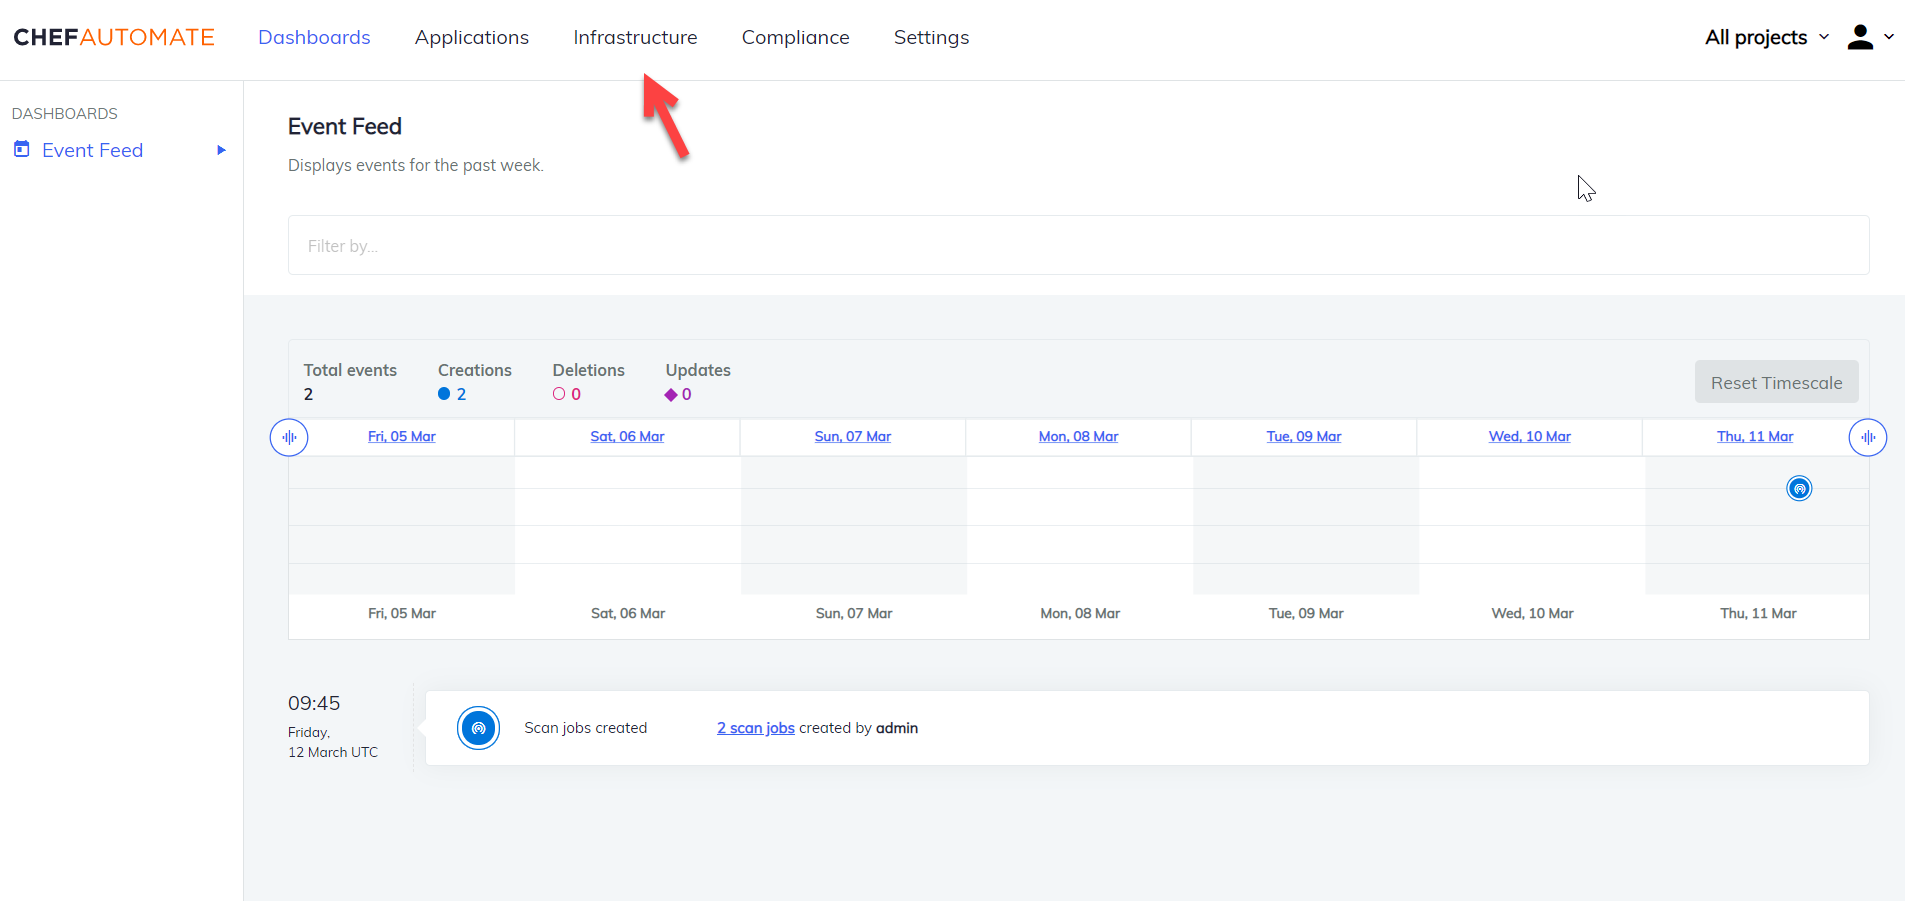 CHEFAUTOMATE Dashboards Applications Infrastructure Compliance Settings All projects
DASHBOARDS
Event Feed
Event Feed
Displays events for the past week.
Filter by...
Total events Creations Deletions Updates
2 2 0 0
Reset Timescale
Fri, 05 Mar Sat, 06 Mar Sun, 07 Mar Mon, 08 Mar Tue, 09 Mar Wed, 10 Mar Thu, 11 Mar
Fri, 05 Mar Sat, 06 Mar Sun, 07 Mar Mon, 08 Mar Tue, 09 Mar Wed, 10 Mar Thu, 11 Mar
09:45
Friday,
12 March UTC
Scan jobs created 2 scan jobs created by admin